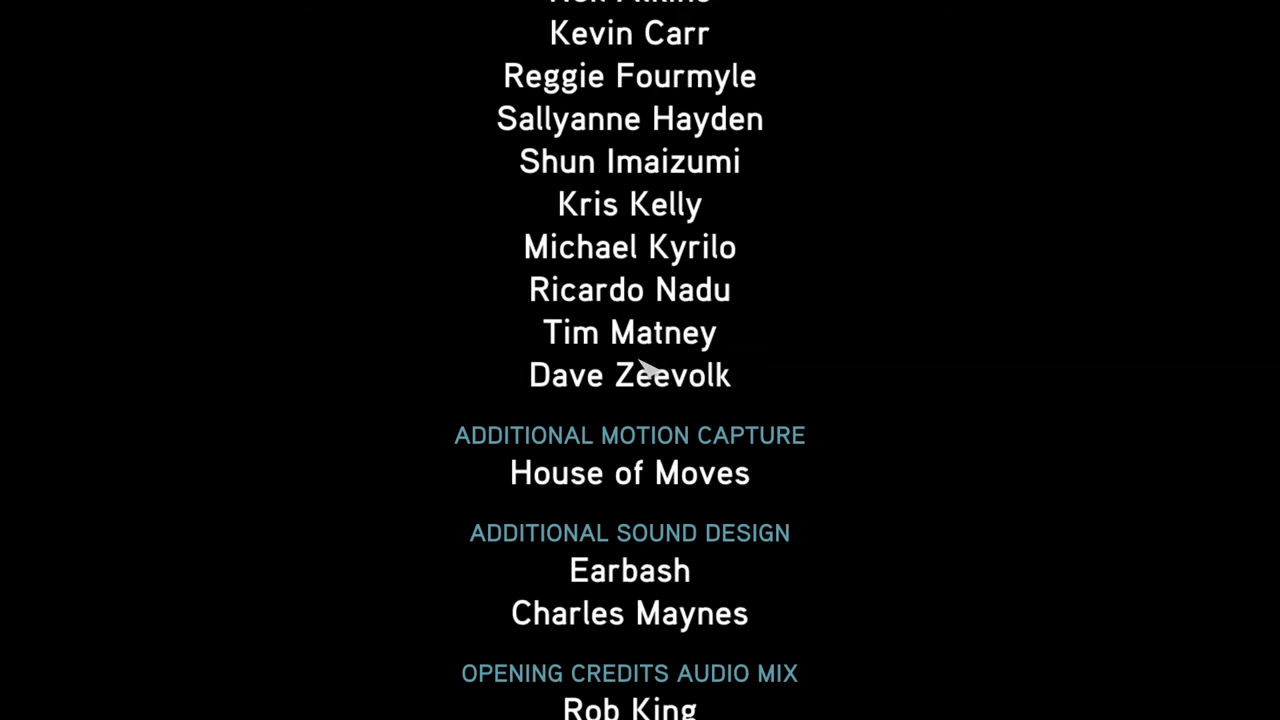 Kevin Carr
Reggie Fourmyle
Sallyanne Hayden
Shun Imaizumi
Kris Kelly
Michael Kyrilo
Ricardo Nadu
Tim Matney
Dave Zeevolk
ADDITIONAL MOTION CAPTURE
House of Moves
ADDITIONAL SOUND DESIGN
Earbash
Charles Maynes
OPENING CREDITS AUDIO MIX
Rob King